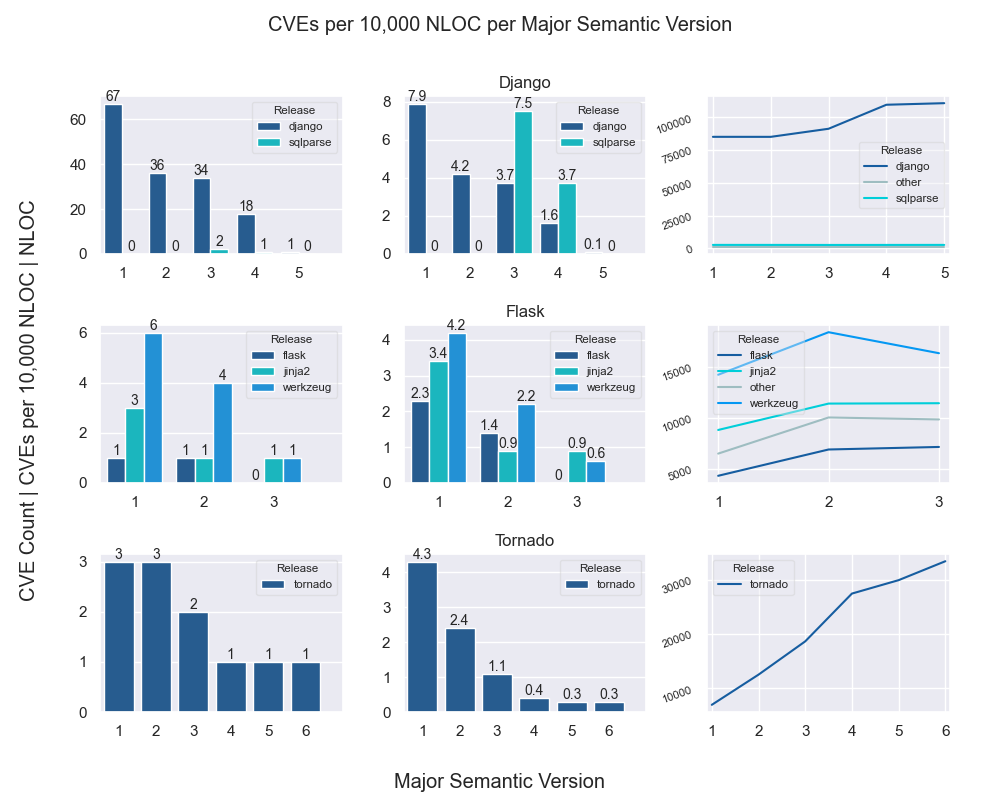 CVEs per 10,000 NLOC per Major Semantic Version
CVE Count | CVEs per 10,000 NLOC | NLOC
Django
67
36
34
18
1
0
0
2
1
0
60
40
20
0
1 2 3 4 5
Release
django
sqlparse
7.9
4.2
3.7
1.6
0.1
0
0
7.5
3.7
0
8
6
4
2
0
1 2 3 4 5
Release
django
sqlparse
100000
75000
50000
25000
0
1 2 3 4 5
Release
django
other
sqlparse
Flask
1
3
6
1
1
4
0
1
1
6
4
2
0
1 2 3
Release
flask
jinja2
werkzeug
2.3
3.4
4.2
1.4
0.9
2.2
0
0.9
0.6
4
3
2
1
0
1 2 3
Release
flask
jinja2
werkzeug
15000
10000
5000
1 2 3
Release
flask
jinja2
other
werkzeug
Tornado
3
3
2
1
1
1
3
2
1
0
1 2 3 4 5 6
Release
tornado
4.3
2.4
1.1
0.4
0.3
0.3
4
3
2
1
0
1 2 3 4 5 6
Release
tornado
30000
20000
10000
1 2 3 4 5 6
Release
tornado
Major Semantic Version